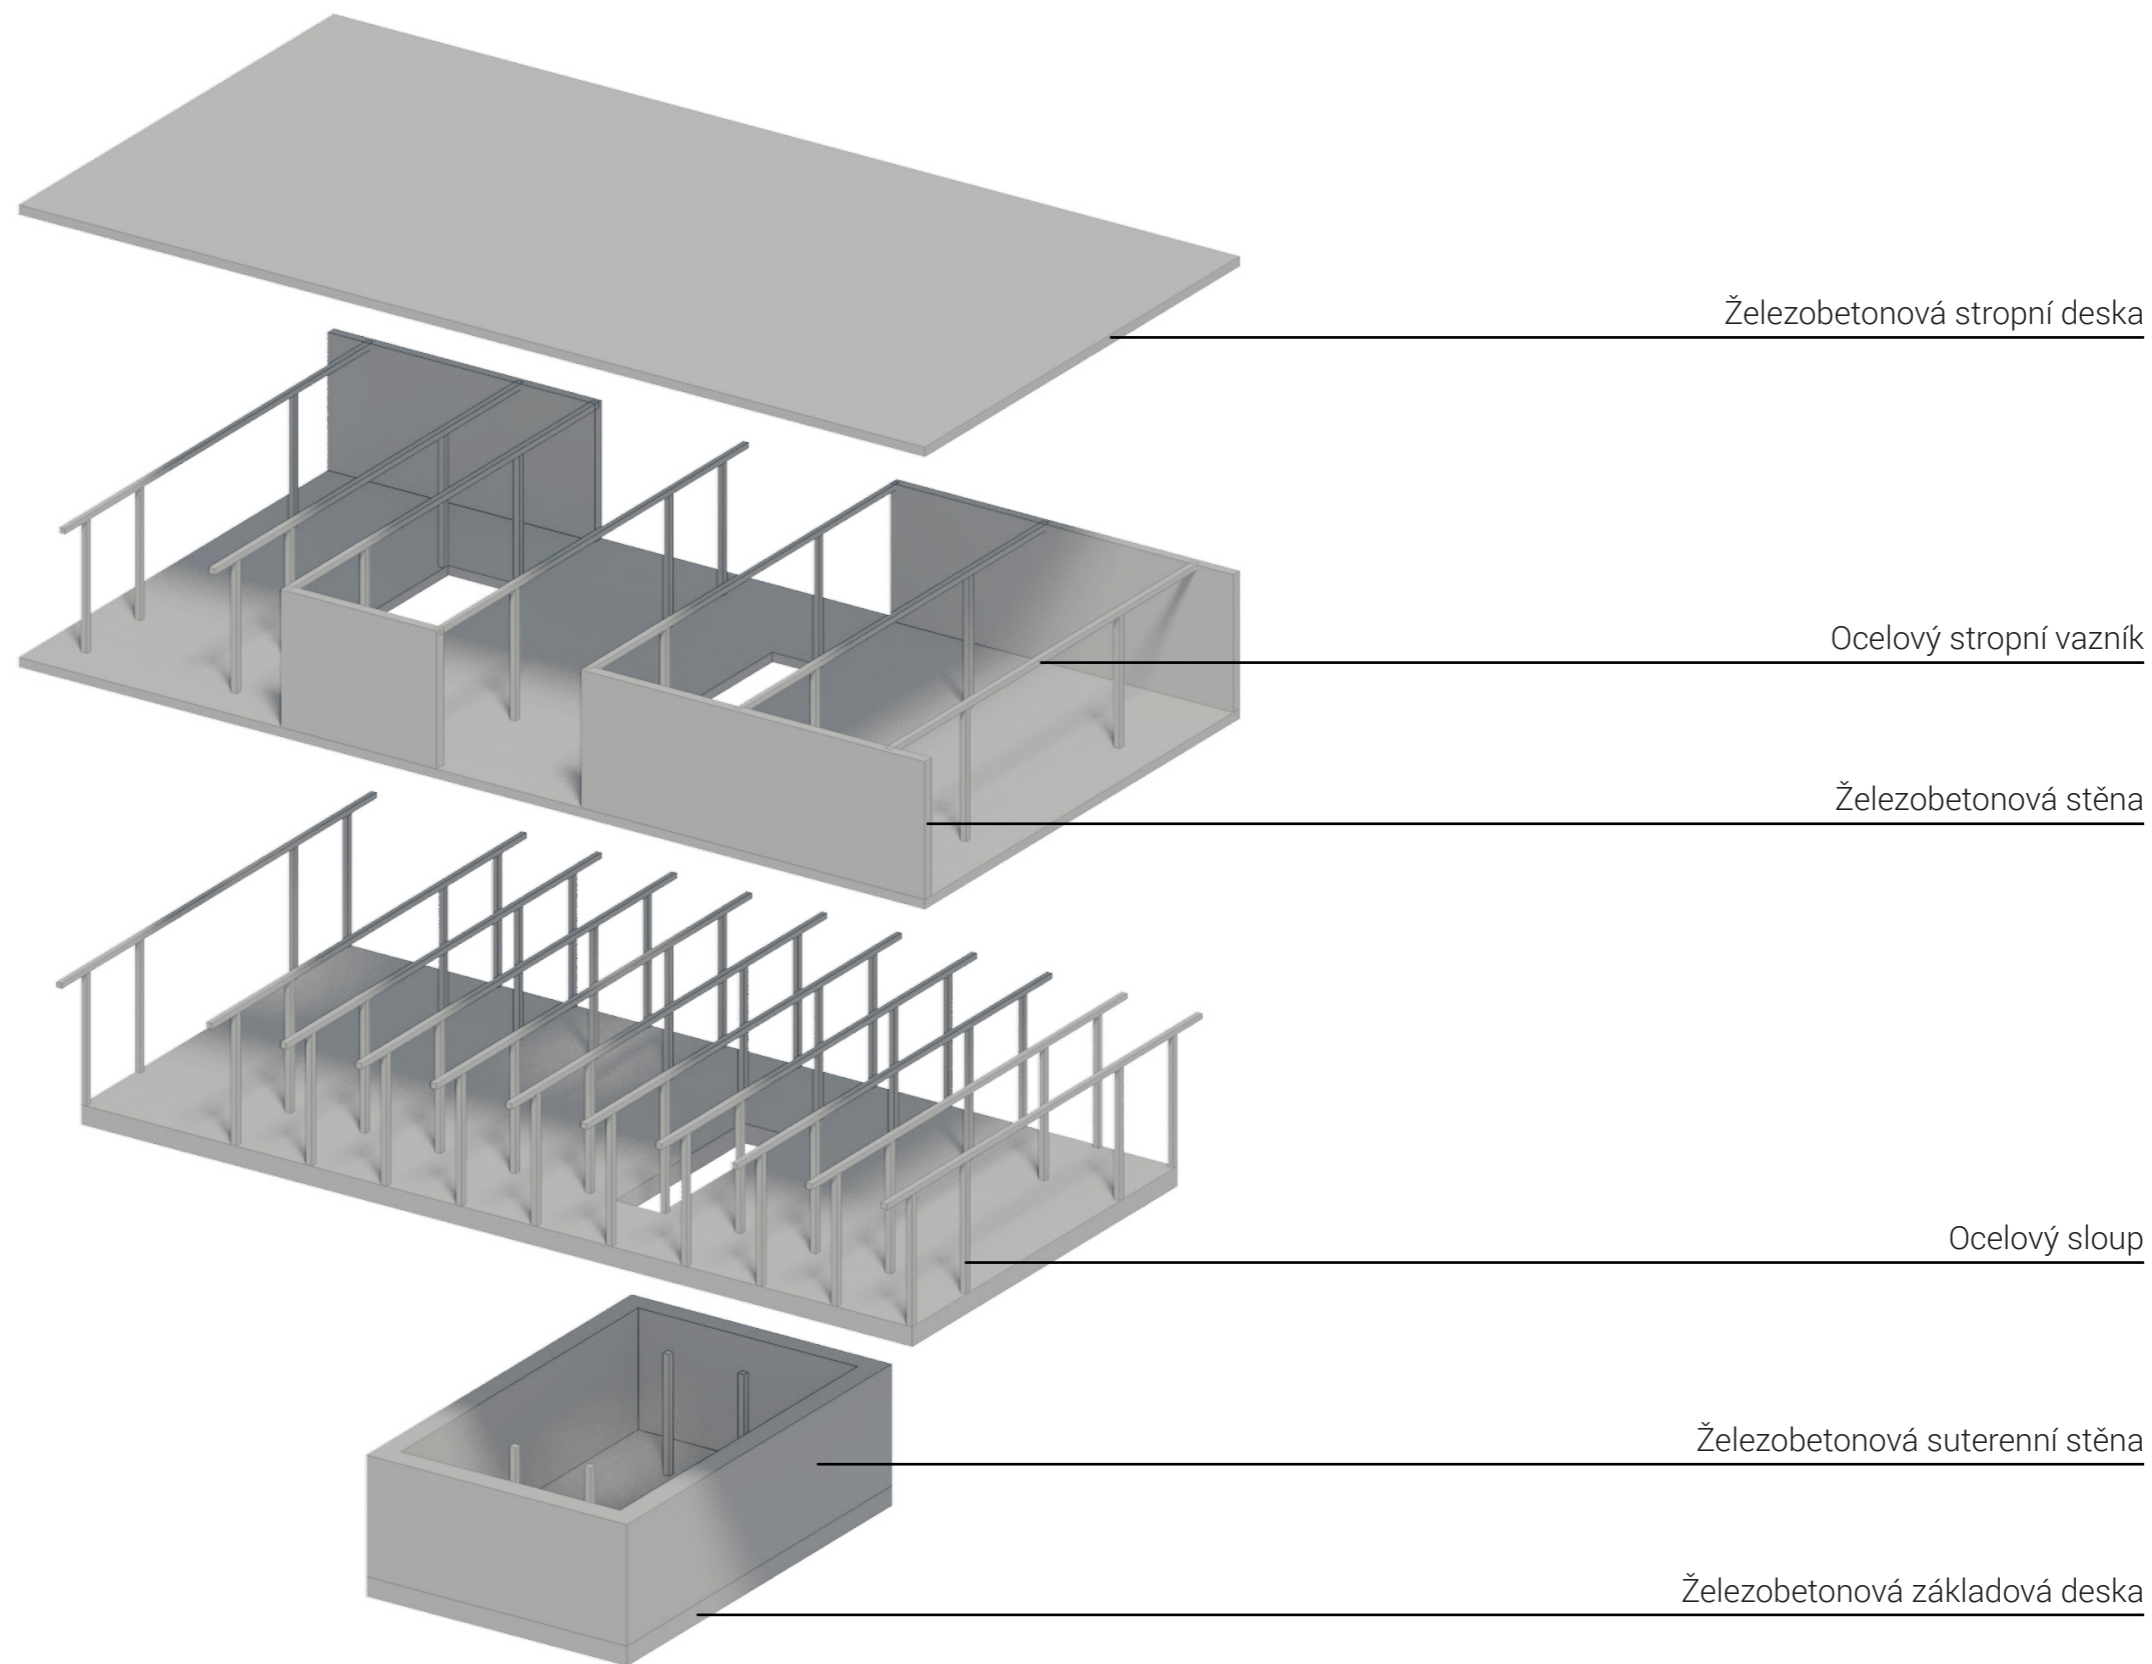 Železobetonová stropní deska
Ocelový stropní vazník
Železobetonová stěna
Ocelový sloup
Železobetonová suterenní stěna
Železobetonová základová deska